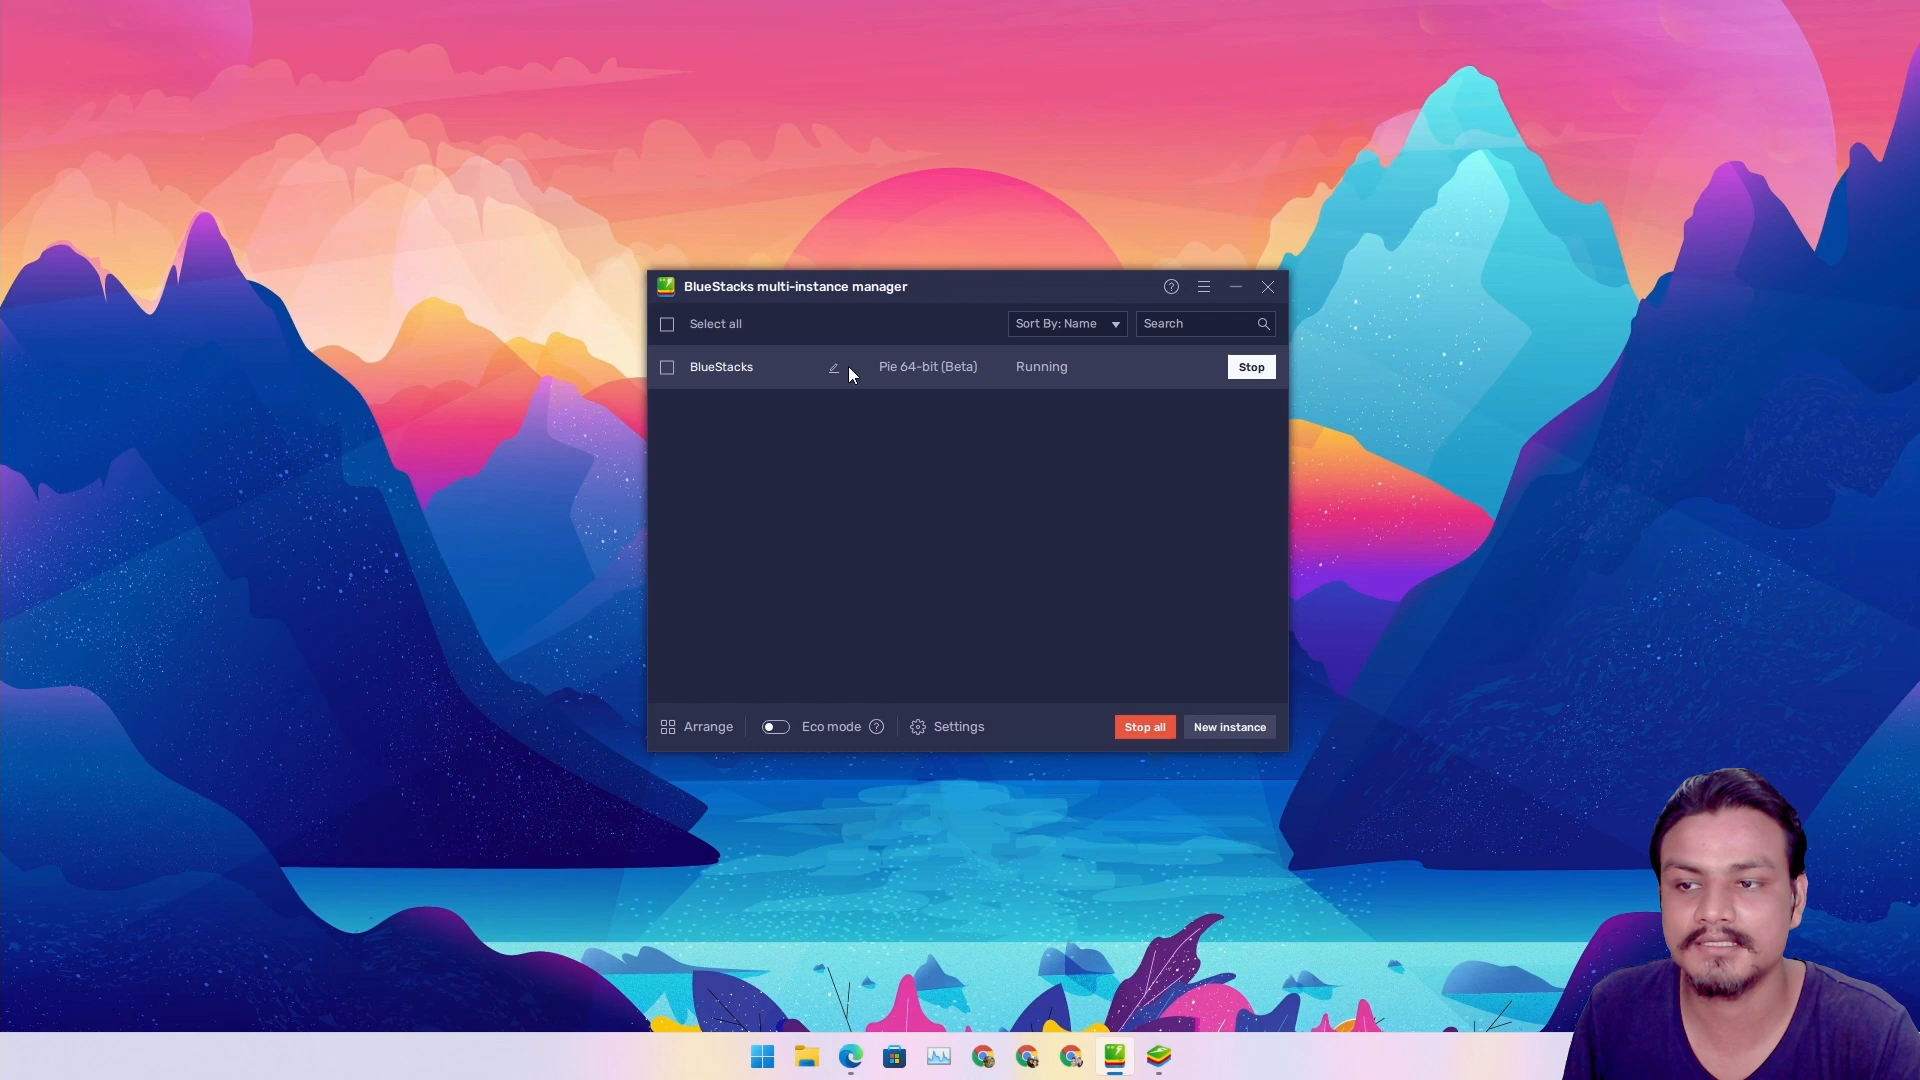 BlueStacks multi-instance manager
Select all
Sort By: Name
Search
BlueStacks
Pie 64-bit (Beta)
Running
Stop
Arrange
Eco mode
Settings
Stop all
New instance